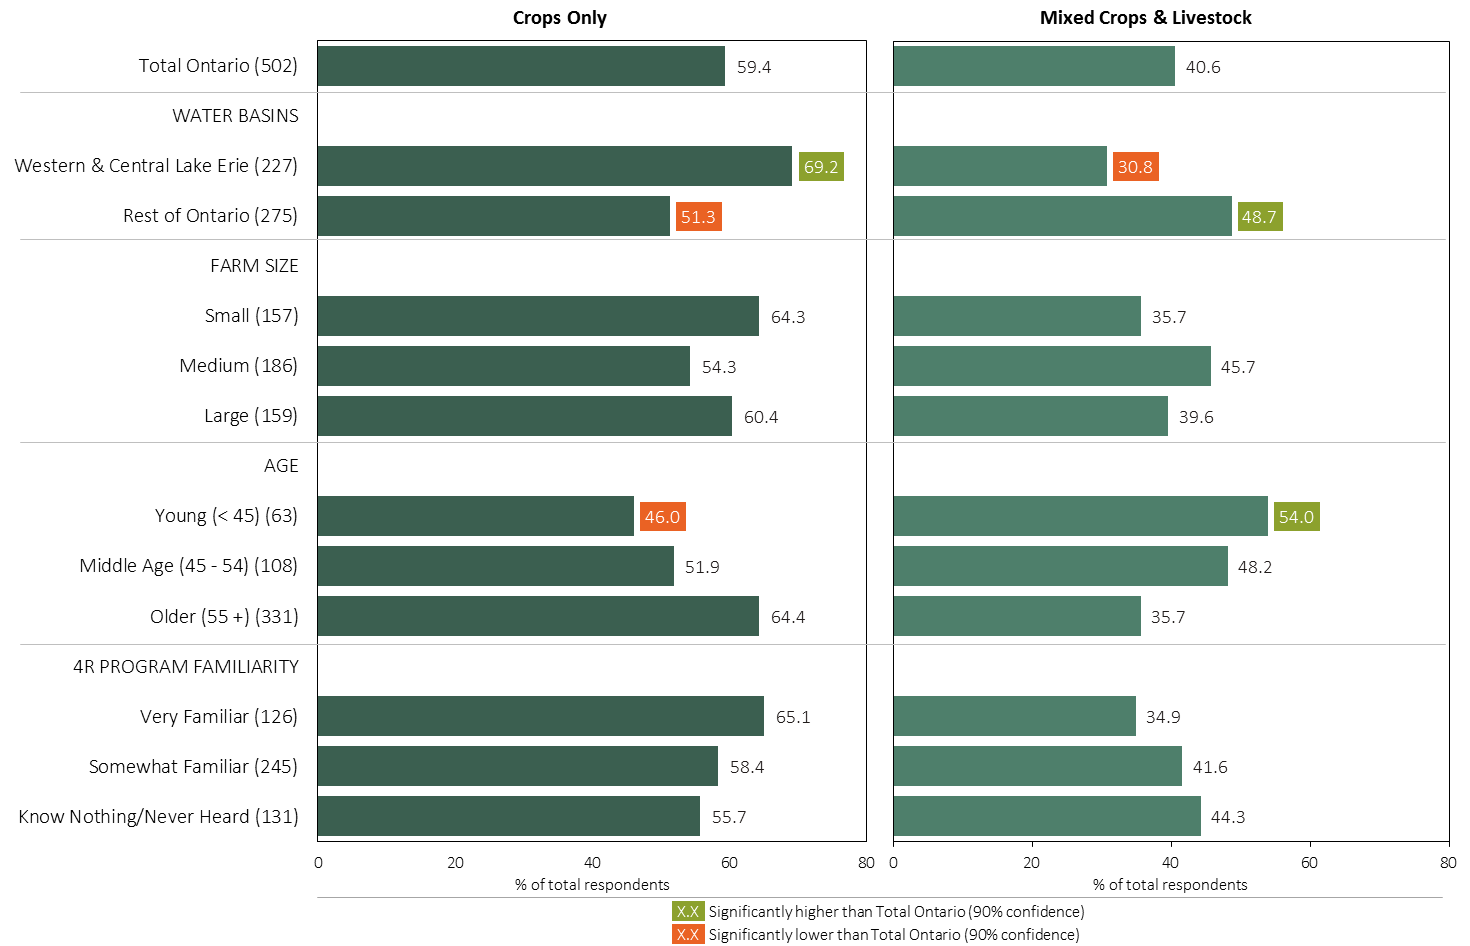 Crops Only Mixed Crops & Livestock
Total Ontario (502) 59.4 40.6
WATER BASINS
Western & Central Lake Erie (227) 69.2 30.8
Rest of Ontario (275) 51.3 48.7
FARM SIZE
Small (157) 64.3 35.7
Medium (186) 54.3 45.7
Large (159) 60.4 39.6
AGE
Young (< 45) (63) 46.0 54.0
Middle Age (45 - 54) (108) 51.9 48.2
Older (55 +) (331) 64.4 35.7
4R PROGRAM FAMILIARITY
Very Familiar (126) 65.1 34.9
Somewhat Familiar (245) 58.4 41.6
Know Nothing/Never Heard (131) 55.7 44.3
0 20 40 60 80 0 20 40 60 80
% of total respondents % of total respondents
X.X Significantly higher than Total Ontario (90% confidence)
X.X Significantly lower than Total Ontario (90% confidence)